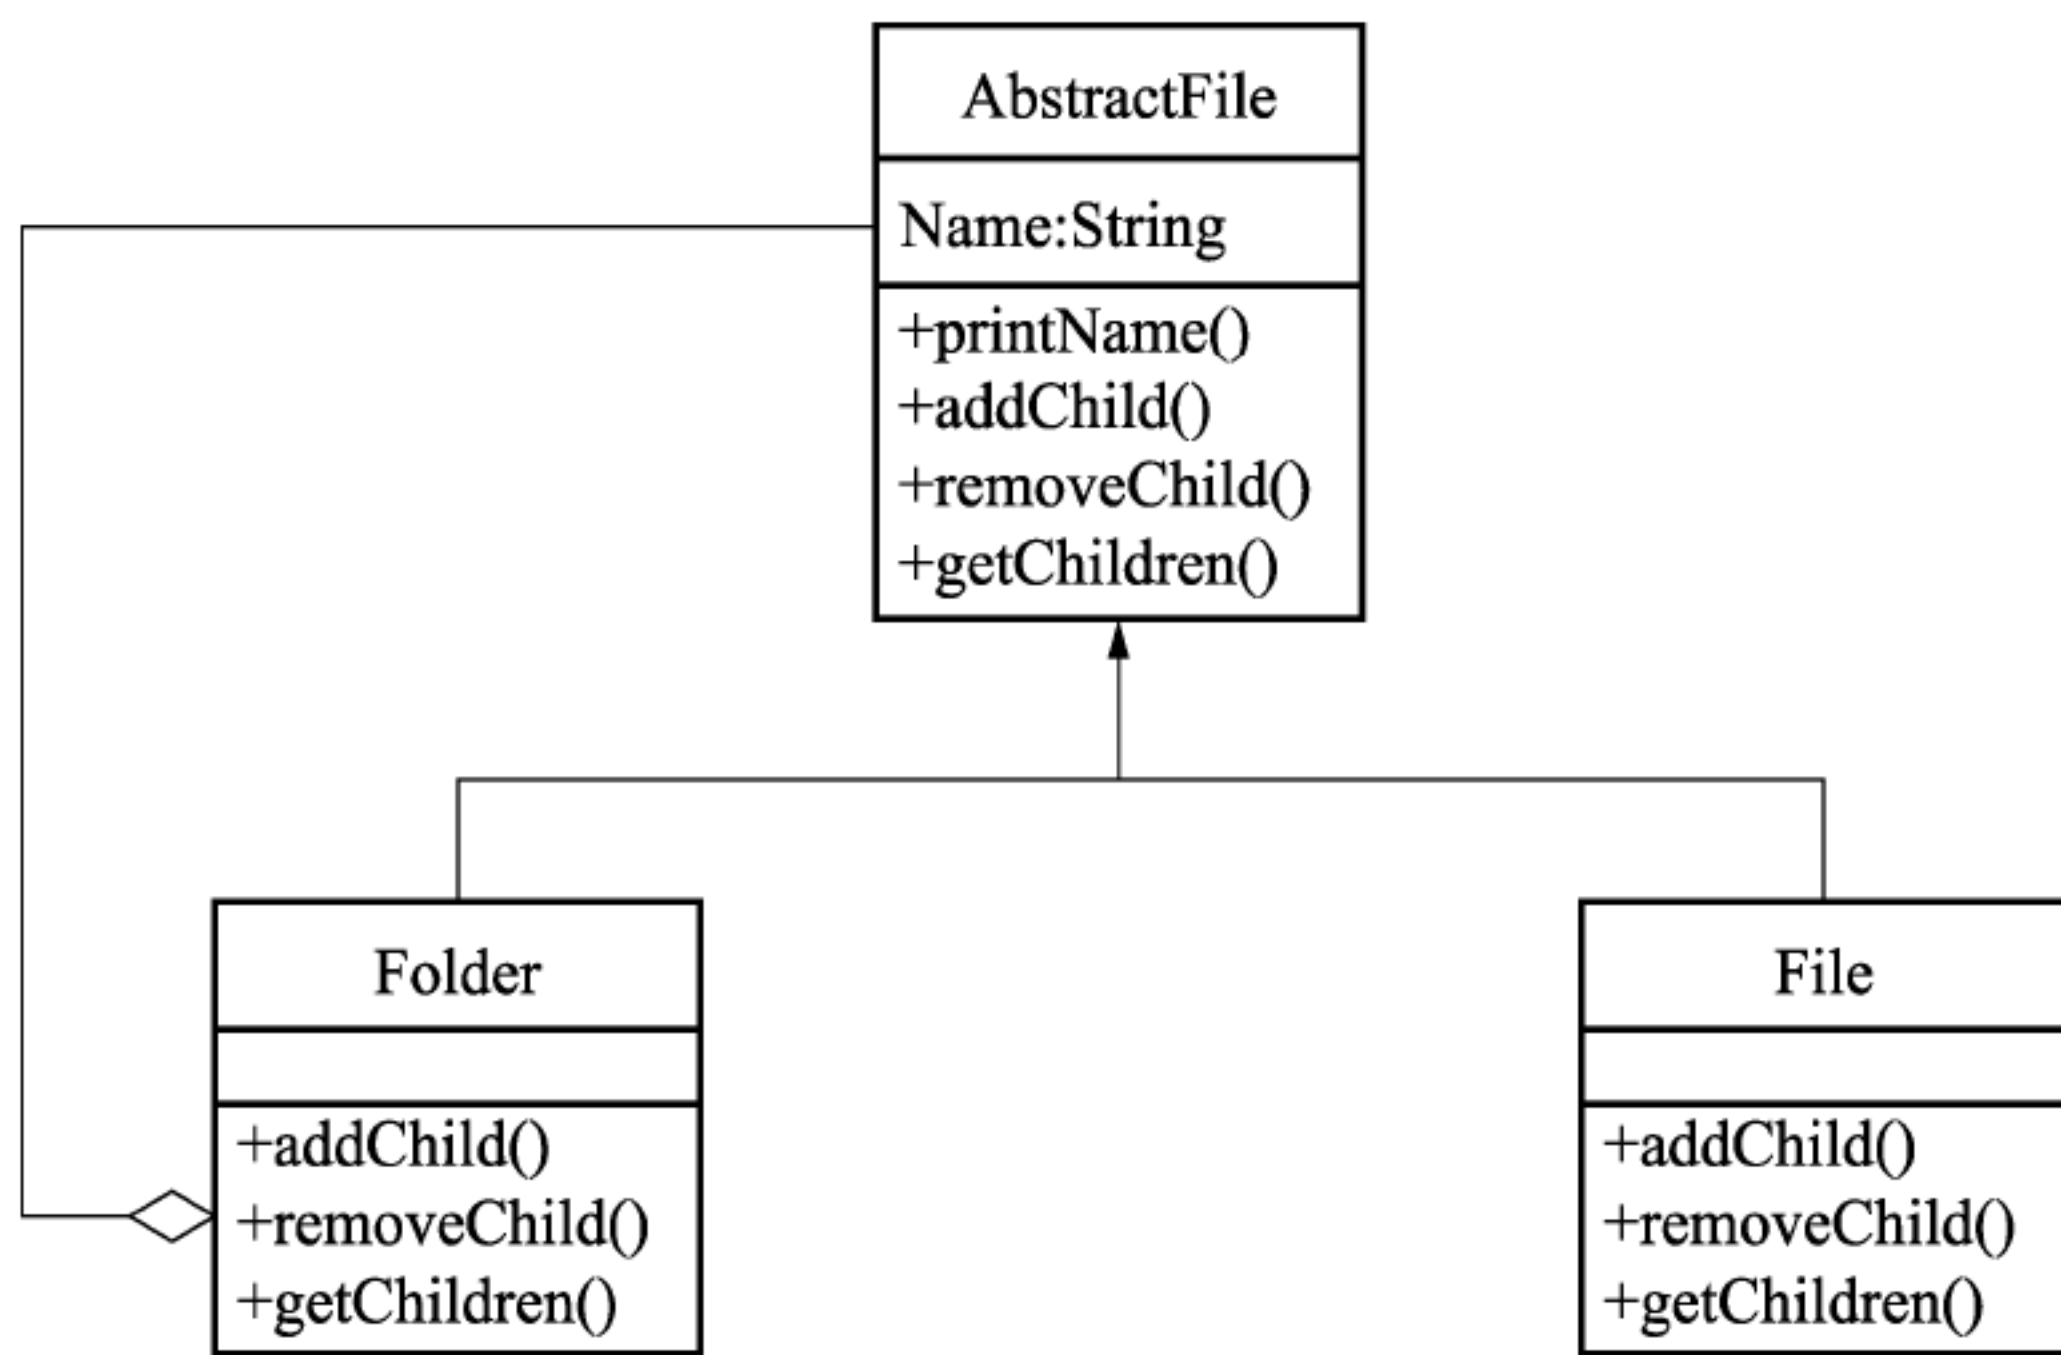 AbstractFile
Name:String
+printName()
+addChild()
+removeChild()
+getChildren()
Folder
+addChild()
+removeChild()
+getChildren()
File
+addChild()
+removeChild()
+getChildren()